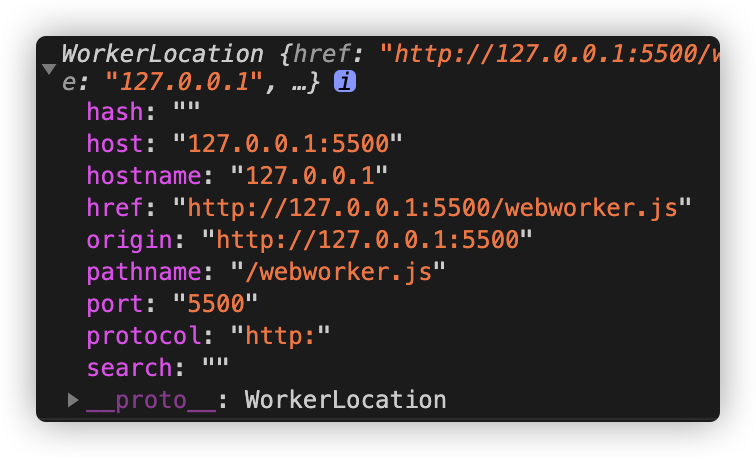 WorkerLocation {href: "http://127.0.0.1:5500/w
e: "127.0.0.1", …} i
hash: ""
host: "127.0.0.1:5500"
hostname: "127.0.0.1"
href: "http://127.0.0.1:5500/webworker.js"
origin: "http://127.0.0.1:5500"
pathname: "/webworker.js"
port: "5500"
protocol: "http:"
search: ""
__proto__: WorkerLocation